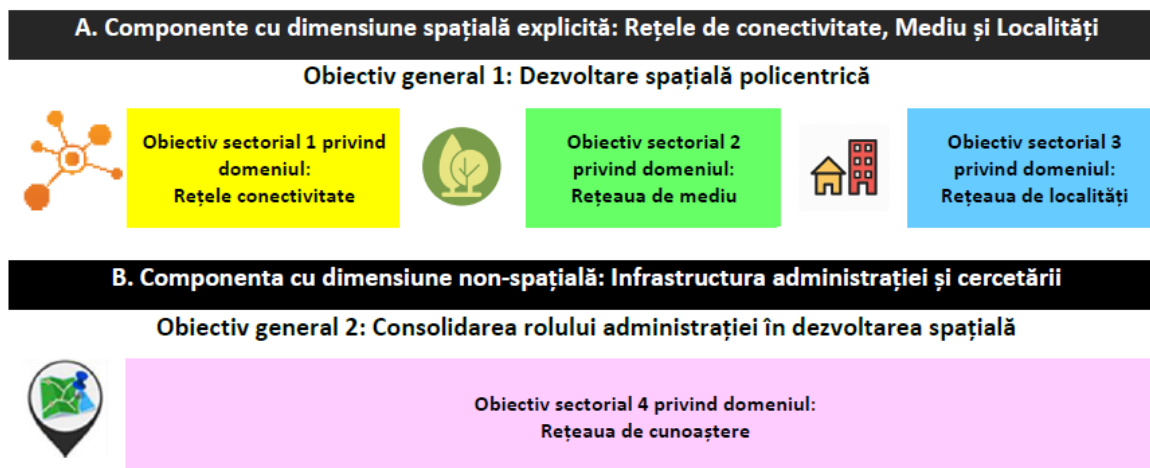 A. Componente cu dimensiune spațială explicită: Rețele de conectivitate, Mediu și Localități
Obiectiv general 1: Dezvoltare spațială policentrică
Obiectiv sectorial 1 privind
domeniul:
Rețele conectivitate
Obiectiv sectorial 2
privind domeniul:
Rețeaua de mediu
Obiectiv sectorial 3
privind domeniul:
Rețeaua de localități
B. Componenta cu dimensiune non-spațială: Infrastructura administrației și cercetării
Obiectiv general 2: Consolidarea rolului administrației în dezvoltarea spațială
Obiectiv sectorial 4 privind domeniul:
Rețeaua de cunoaștere